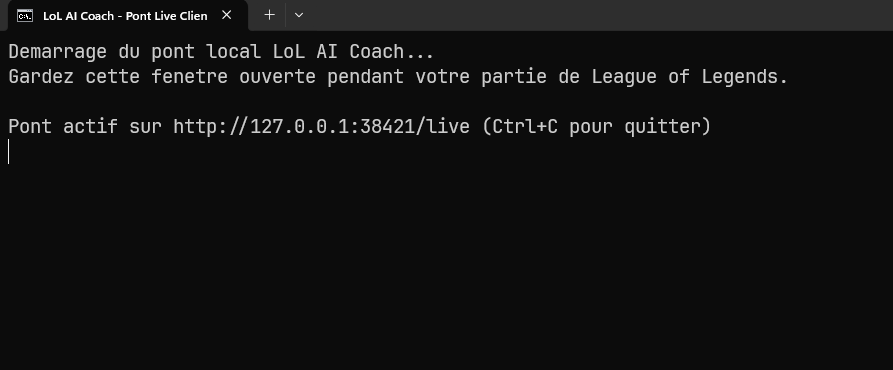 LoL AI Coach - Pont Live Clien
Demarrage du pont local LoL AI Coach...
Gardez cette fenetre ouverte pendant votre partie de League of Legends.
Pont actif sur http://127.0.0.1:38421/live (Ctrl+C pour quitter)